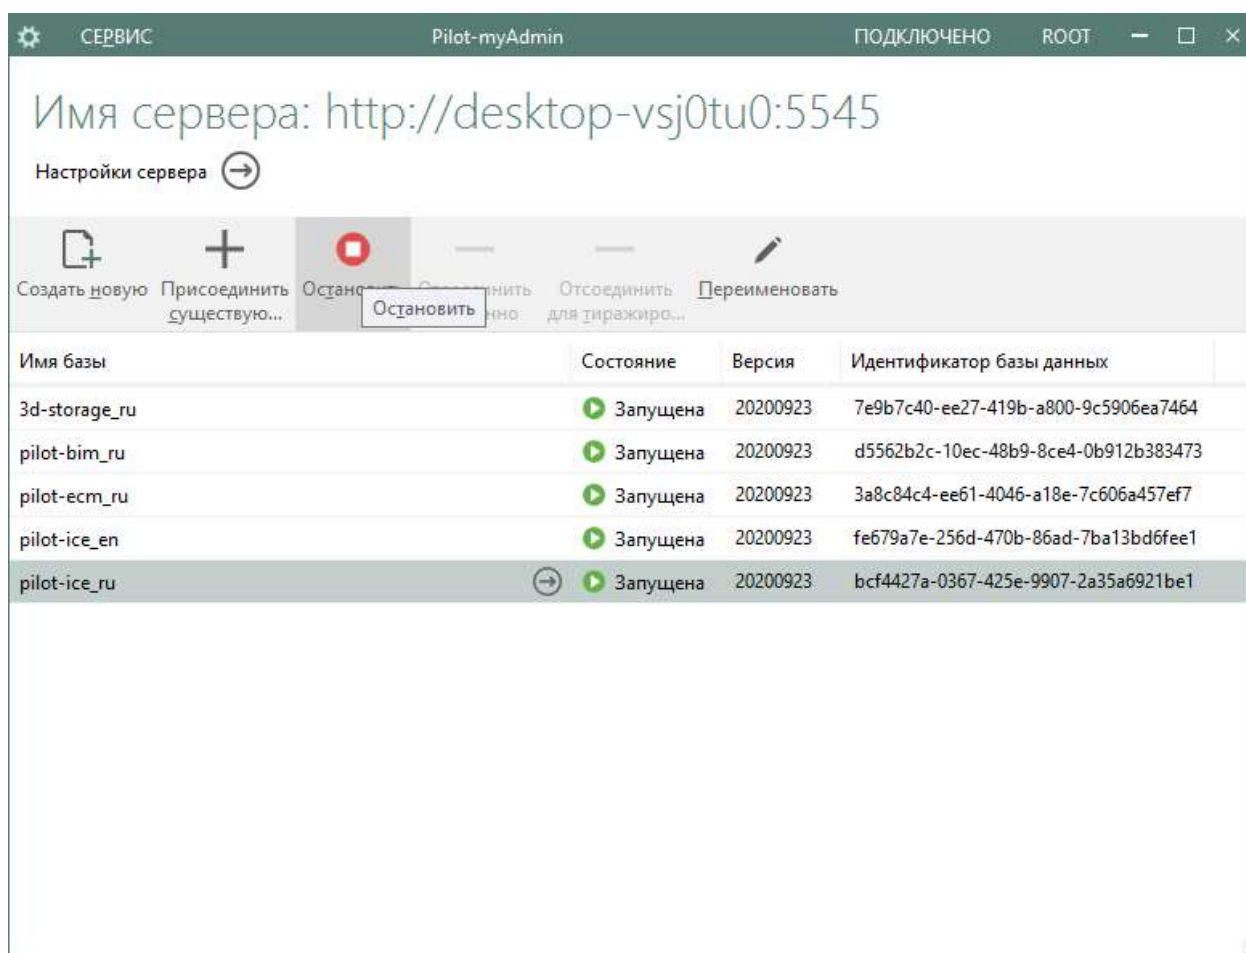 СЕРВИС Pilot-myAdmin ПОДКЛЮЧЕНО ROOT
Имя сервера: http://desktop-vsj0tu0:5545
Настройки сервера
Создать новую Присоединить Отсоединить Переименовать
существую... Остановить для тиражиро...
Имя базы Состояние Версия Идентификатор базы данных
3d-storage_ru Запущена 20200923 7e9b7c40-ee27-419b-a800-9c5906ea7464
pilot-bim_ru Запущена 20200923 d5562b2c-10ec-48b9-8ce4-0b912b383473
pilot-ecm_ru Запущена 20200923 3a8c84c4-ee61-4046-a18e-7c606a457ef7
pilot-ice_en Запущена 20200923 fe679a7e-256d-470b-86ad-7ba13bd6fee1
pilot-ice_ru Запущена 20200923 bcf4427a-0367-425e-9907-2a35a6921be1